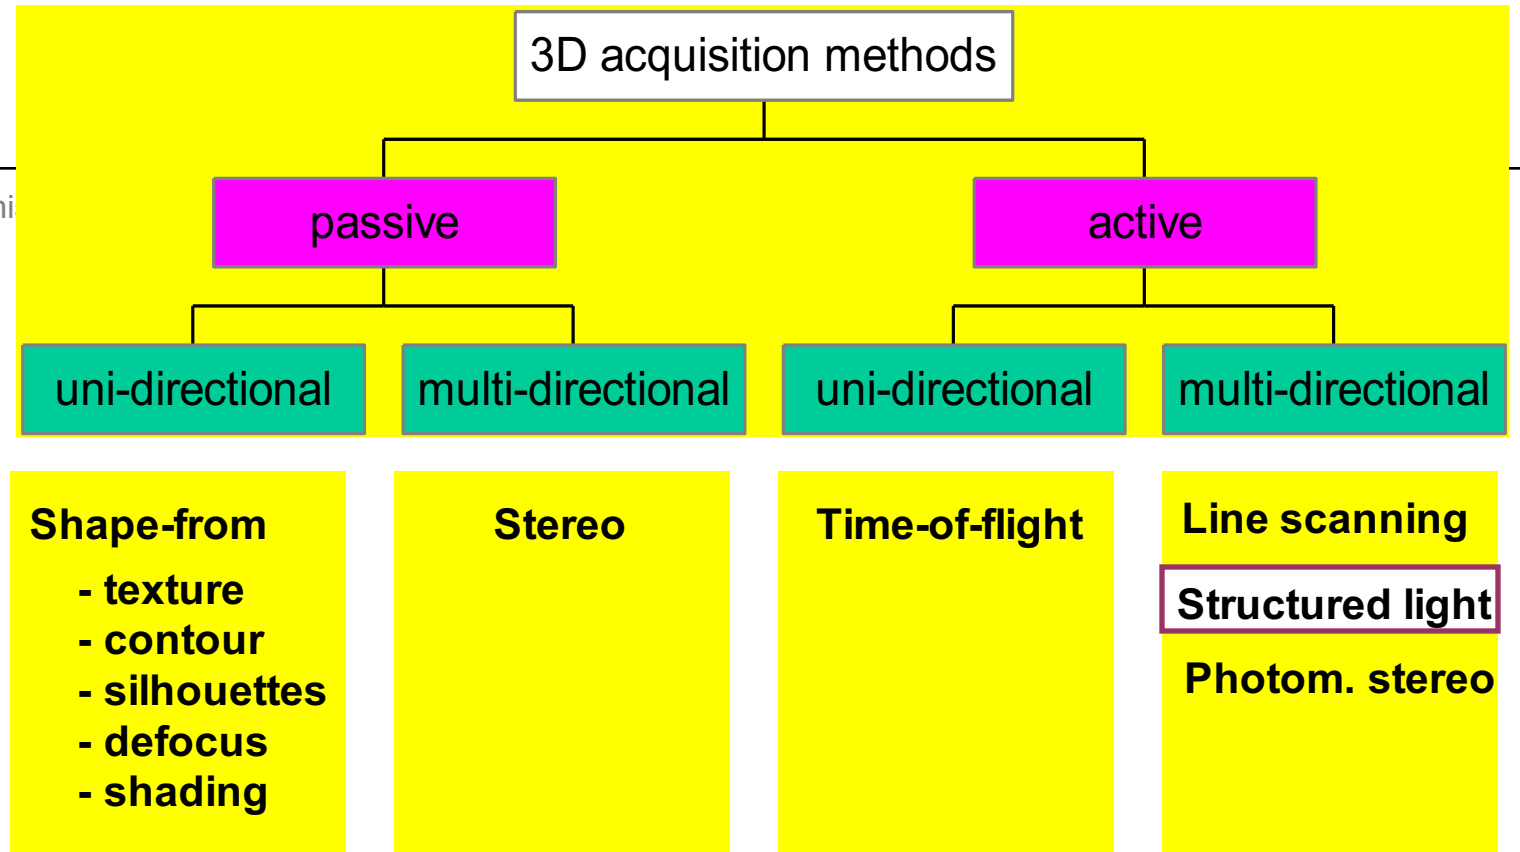 3D acquisition methods
passive
active
uni-directional
multi-directional
uni-directional
multi-directional
Shape-from
- texture
- contour
- silhouettes
- defocus
- shading
Stereo
Time-of-flight
Line scanning
Structured light
Photom. stereo